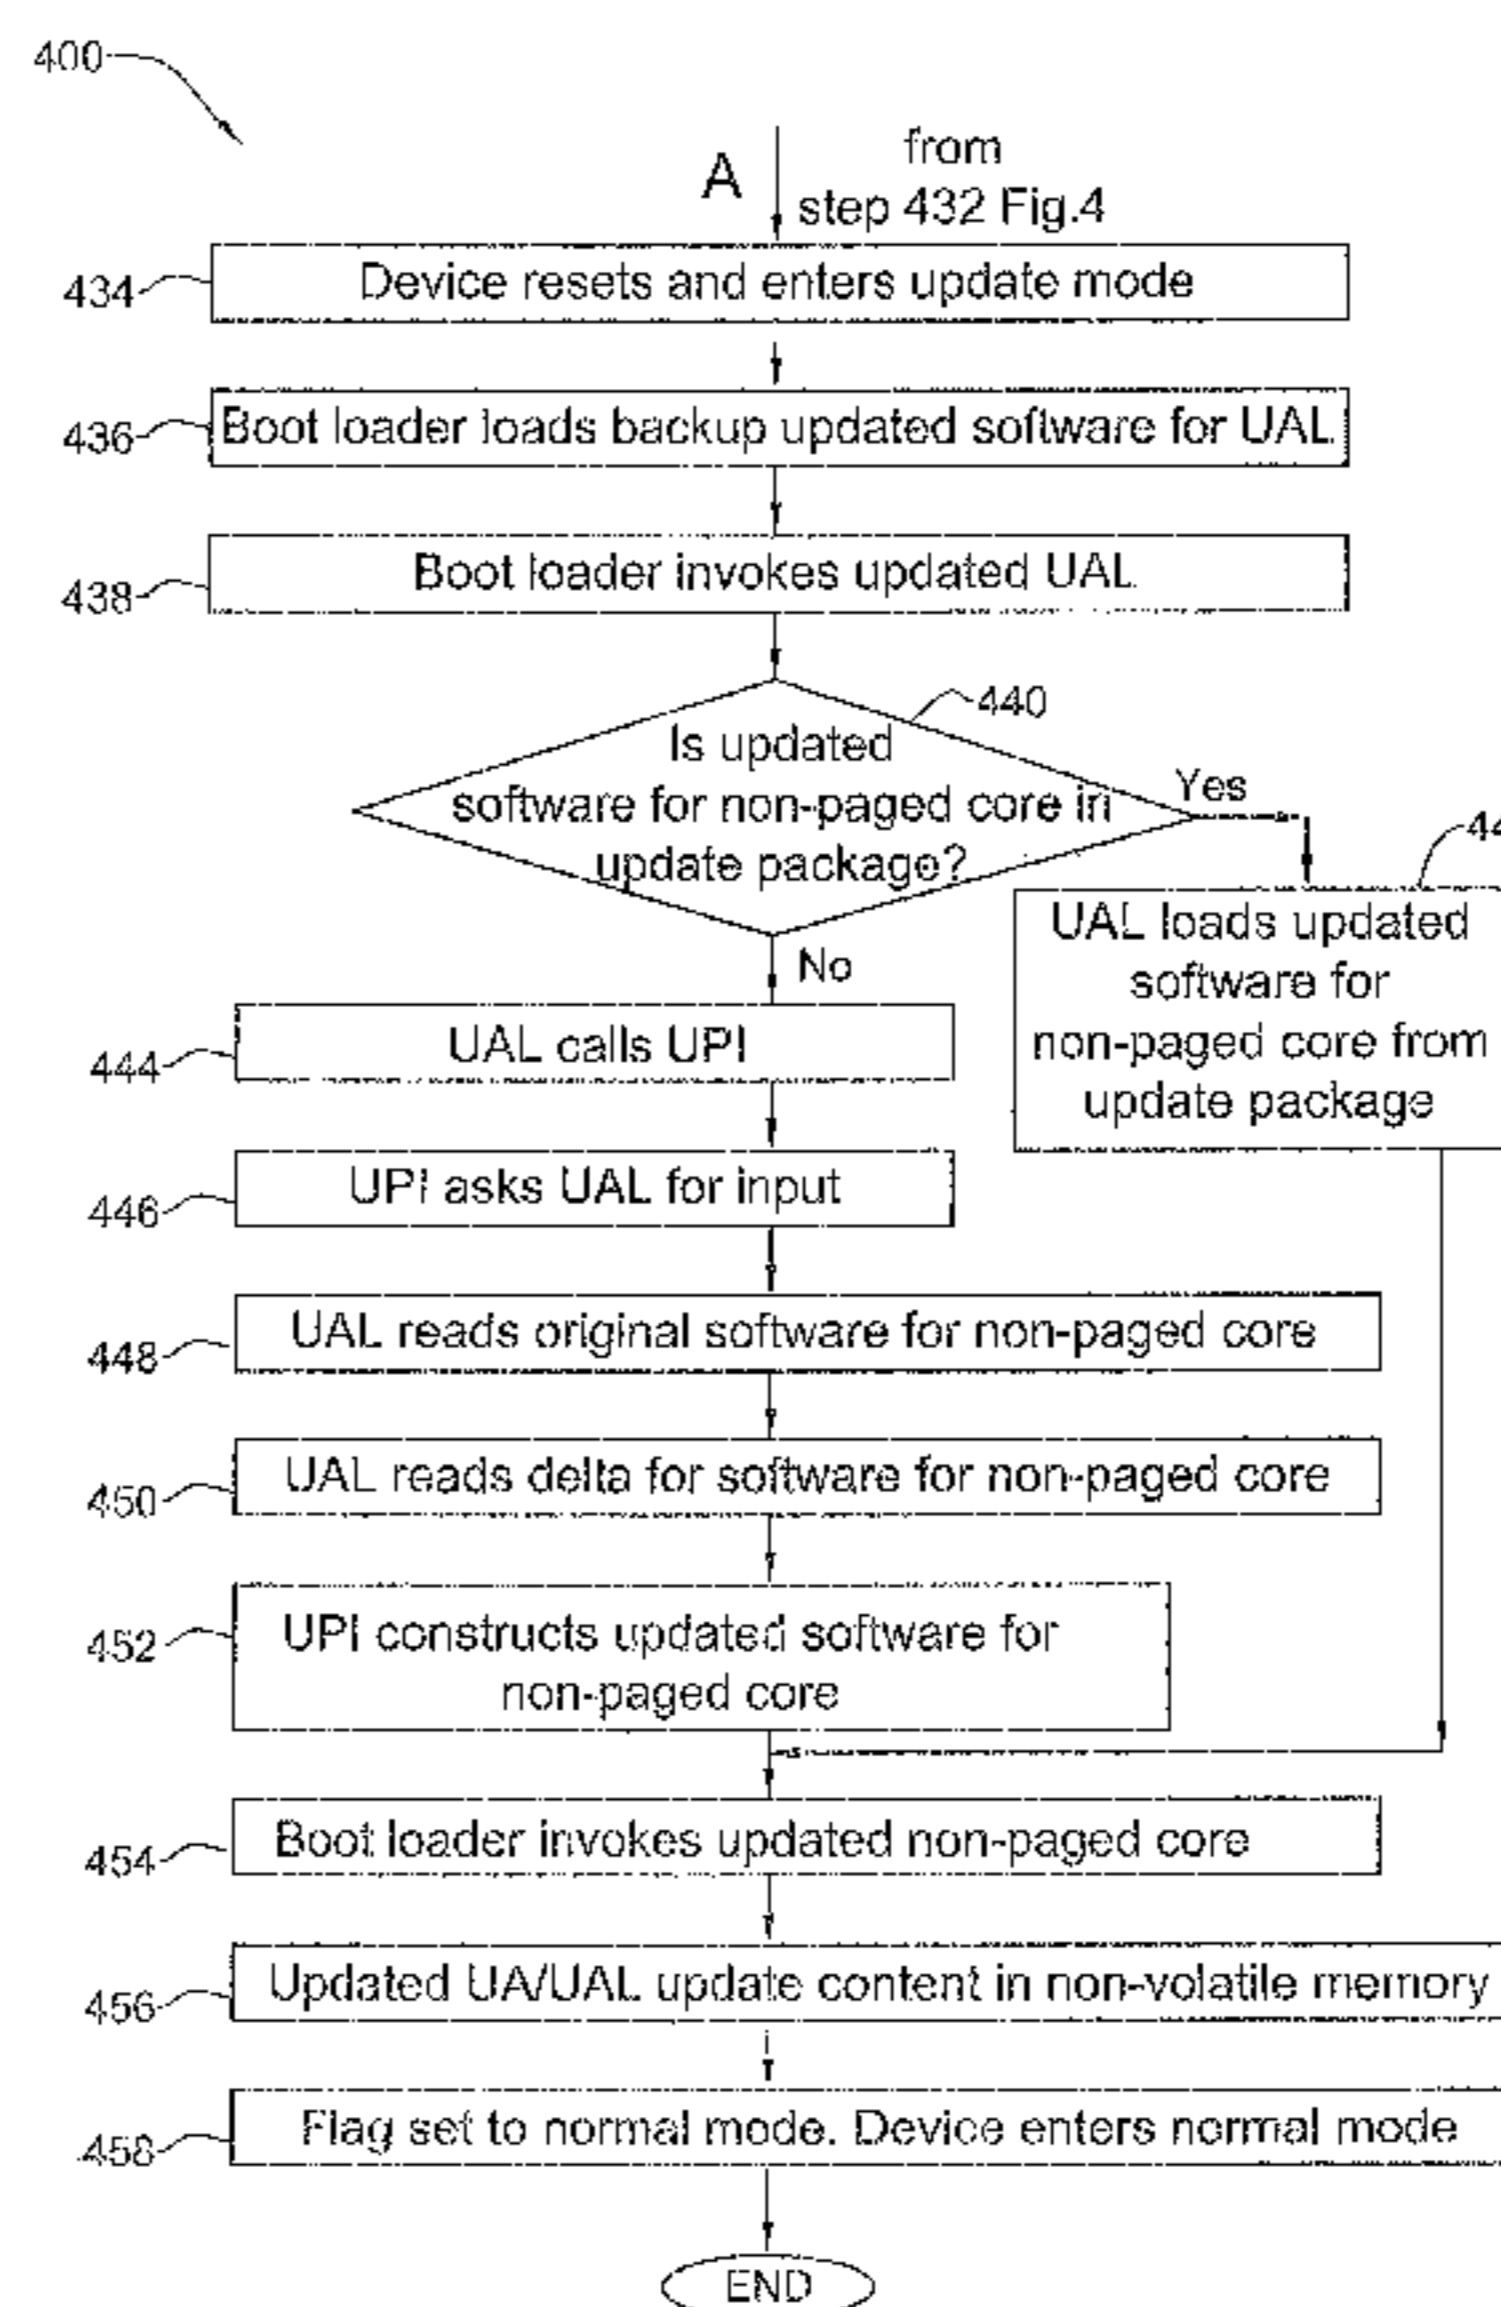 400
A
from
step 432 Fig.4
434
Device resets and enters update mode
436
Boot loader loads backup updated software for UAL
438
Boot loader invokes updated UAL
440
Is updated
software for non-paged core in
update package?
Yes
No
UAL loads updated
software for
non-paged core from
update package
444
UAL calls UPI
446
UPI asks UAL for input
448
UAL reads original software for non-paged core
450
UAL reads delta for software for non-paged core
452
UPI constructs updated software for
non-paged core
454
Boot loader invokes updated non-paged core
456
Updated UA/UAL update content in non-volatile memory
458
Flag set to normal mode. Device enters normal mode
END